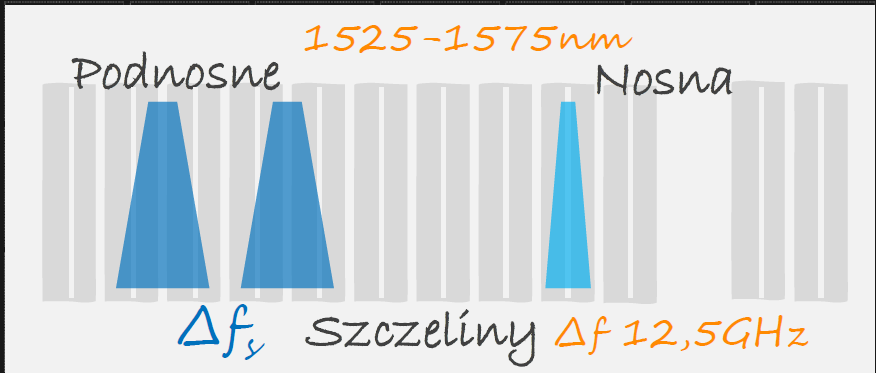 1525-1575nm
Podnosne
Nosna
Δfs
Szczeliny
Δf 12,5GHz